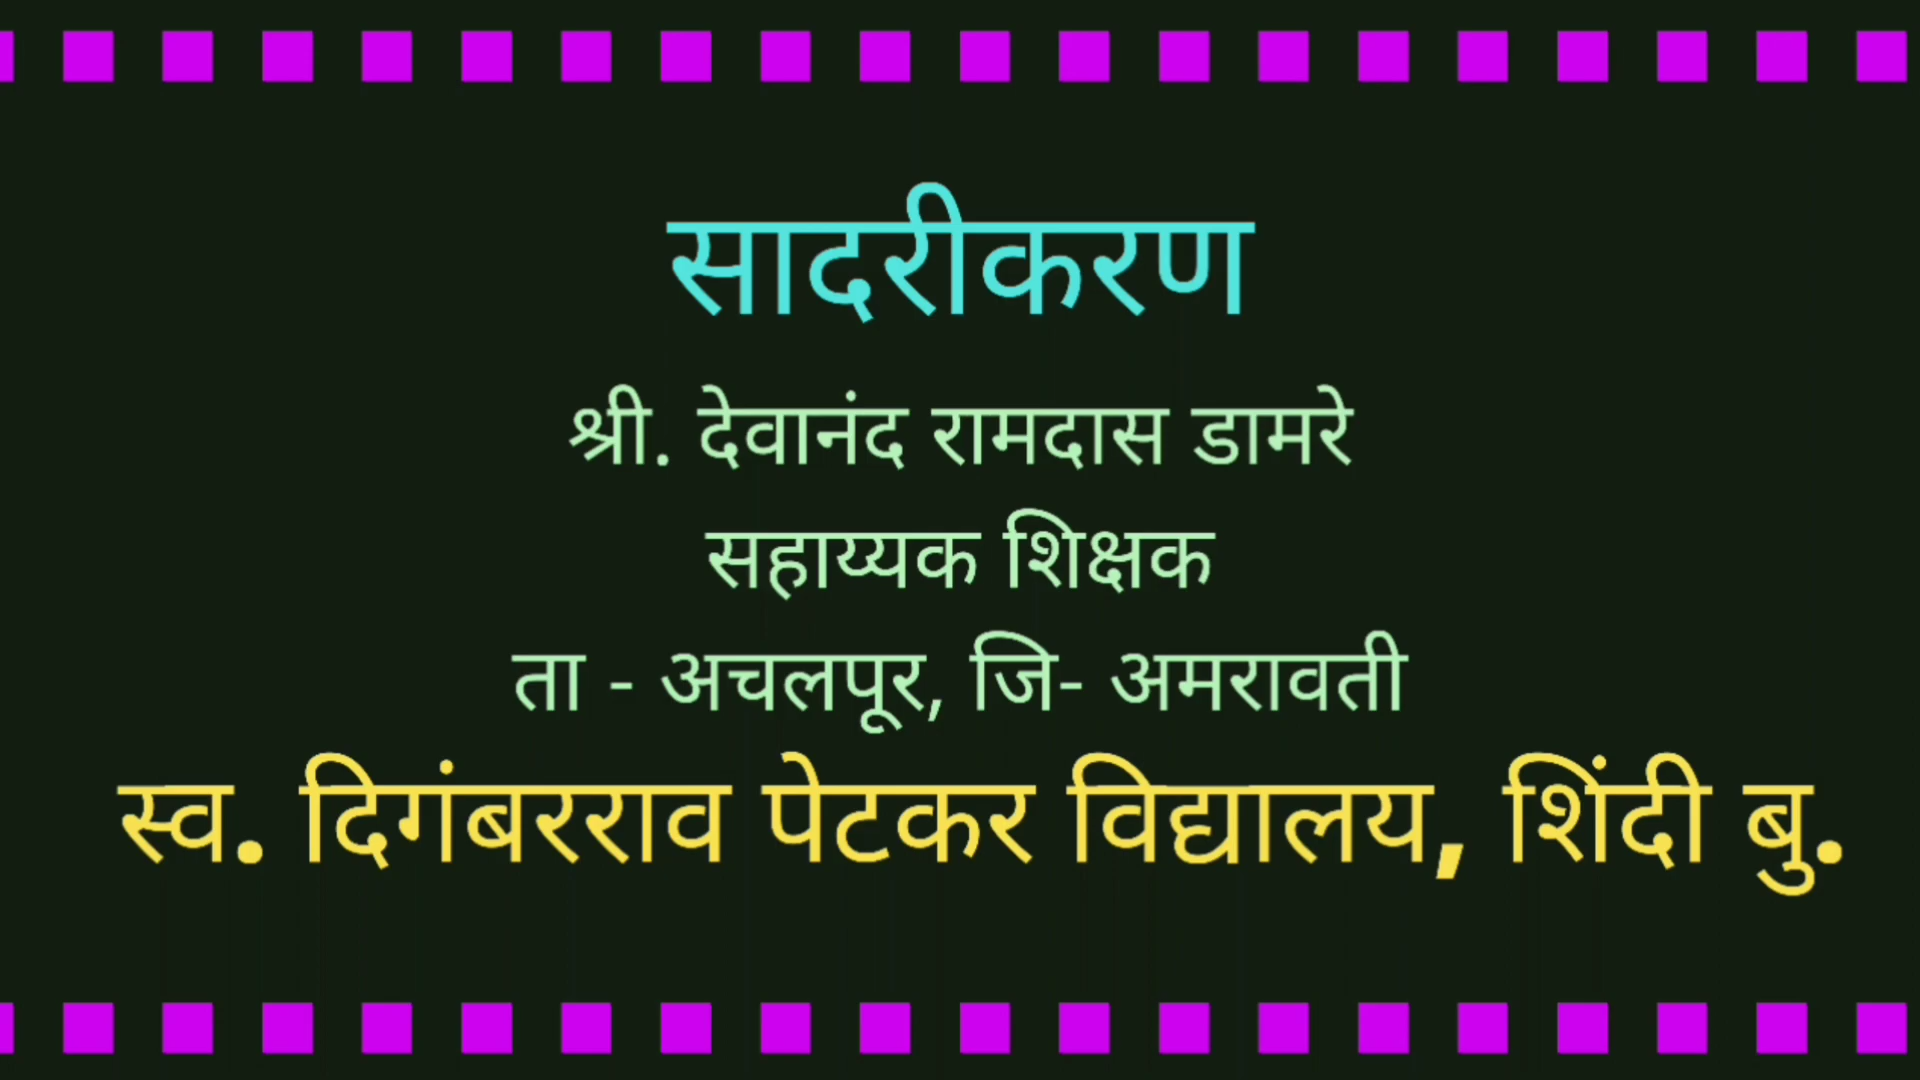 सादरीकरण
श्री. देवानंद रामदास डामरे
सहाय्यक शिक्षक
ता - अचलपूर, जि- अमरावती
स्व. दिगंबरराव पेटकर विद्यालय, शिंदी बु.